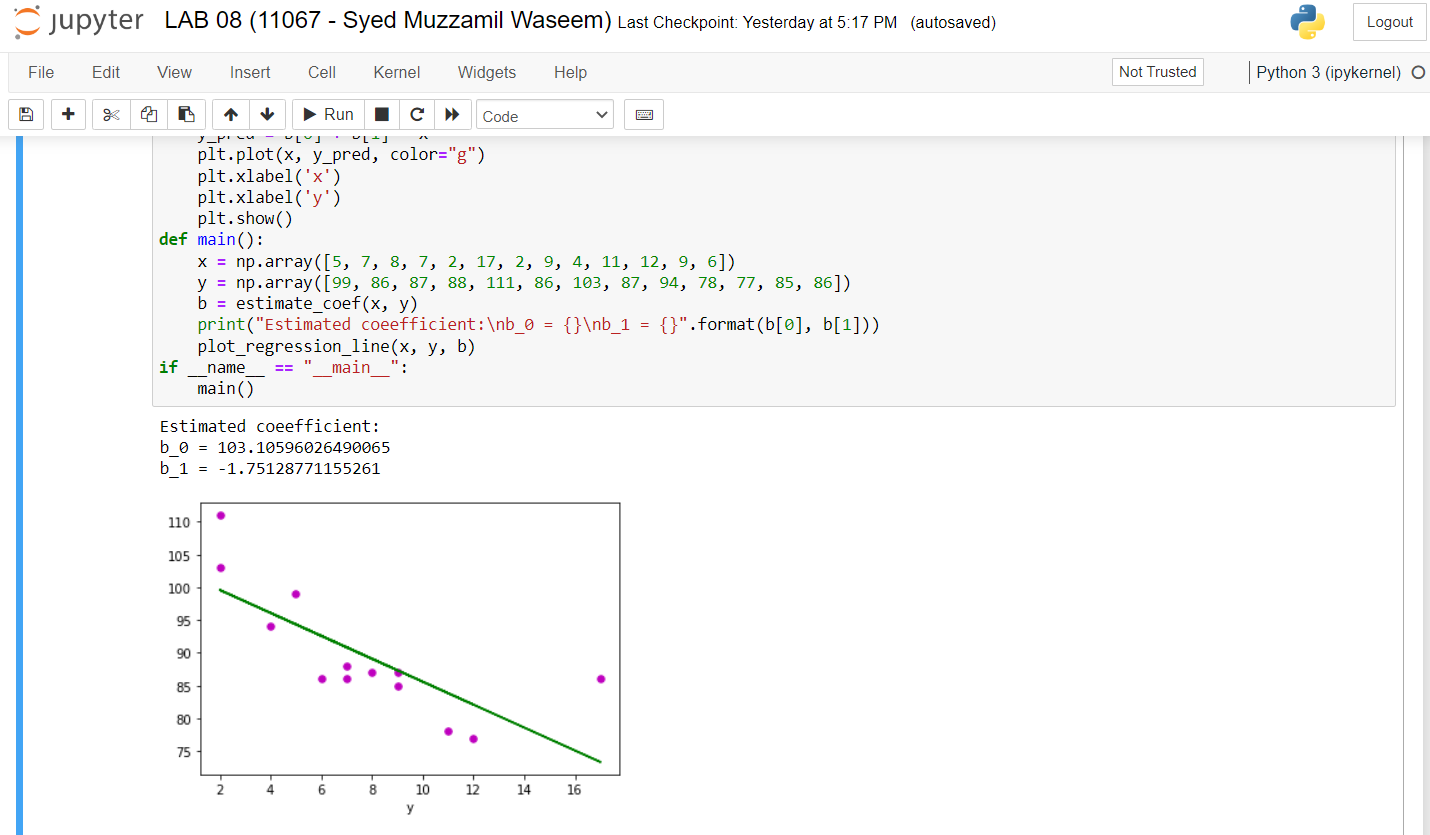 jupyter LAB 08 (11067 - Syed Muzzamil Waseem) Last Checkpoint: Yesterday at 5:17 PM (autosaved) Logout
File Edit View Insert Cell Kernel Widgets Help Not Trusted Python 3 (ipykernel)
Run Code
y_pred = b[0] + b[1] * x
plt.plot(x, y_pred, color="g")
plt.xlabel('x')
plt.xlabel('y')
plt.show()
def main():
x = np.array([5, 7, 8, 7, 2, 17, 2, 9, 4, 11, 12, 9, 6])
y = np.array([99, 86, 87, 88, 111, 86, 103, 87, 94, 78, 77, 85, 86])
b = estimate_coef(x, y)
print("Estimated coeefficient:\nb_0 = {}\nb_1 = {}".format(b[0], b[1]))
plot_regression_line(x, y, b)
if __name__ == "__main__":
main()
Estimated coeefficient:
b_0 = 103.10596026490065
b_1 = -1.75128771155261
110
105
100
95
90
85
80
75
2 4 6 8 10 12 14 16
y